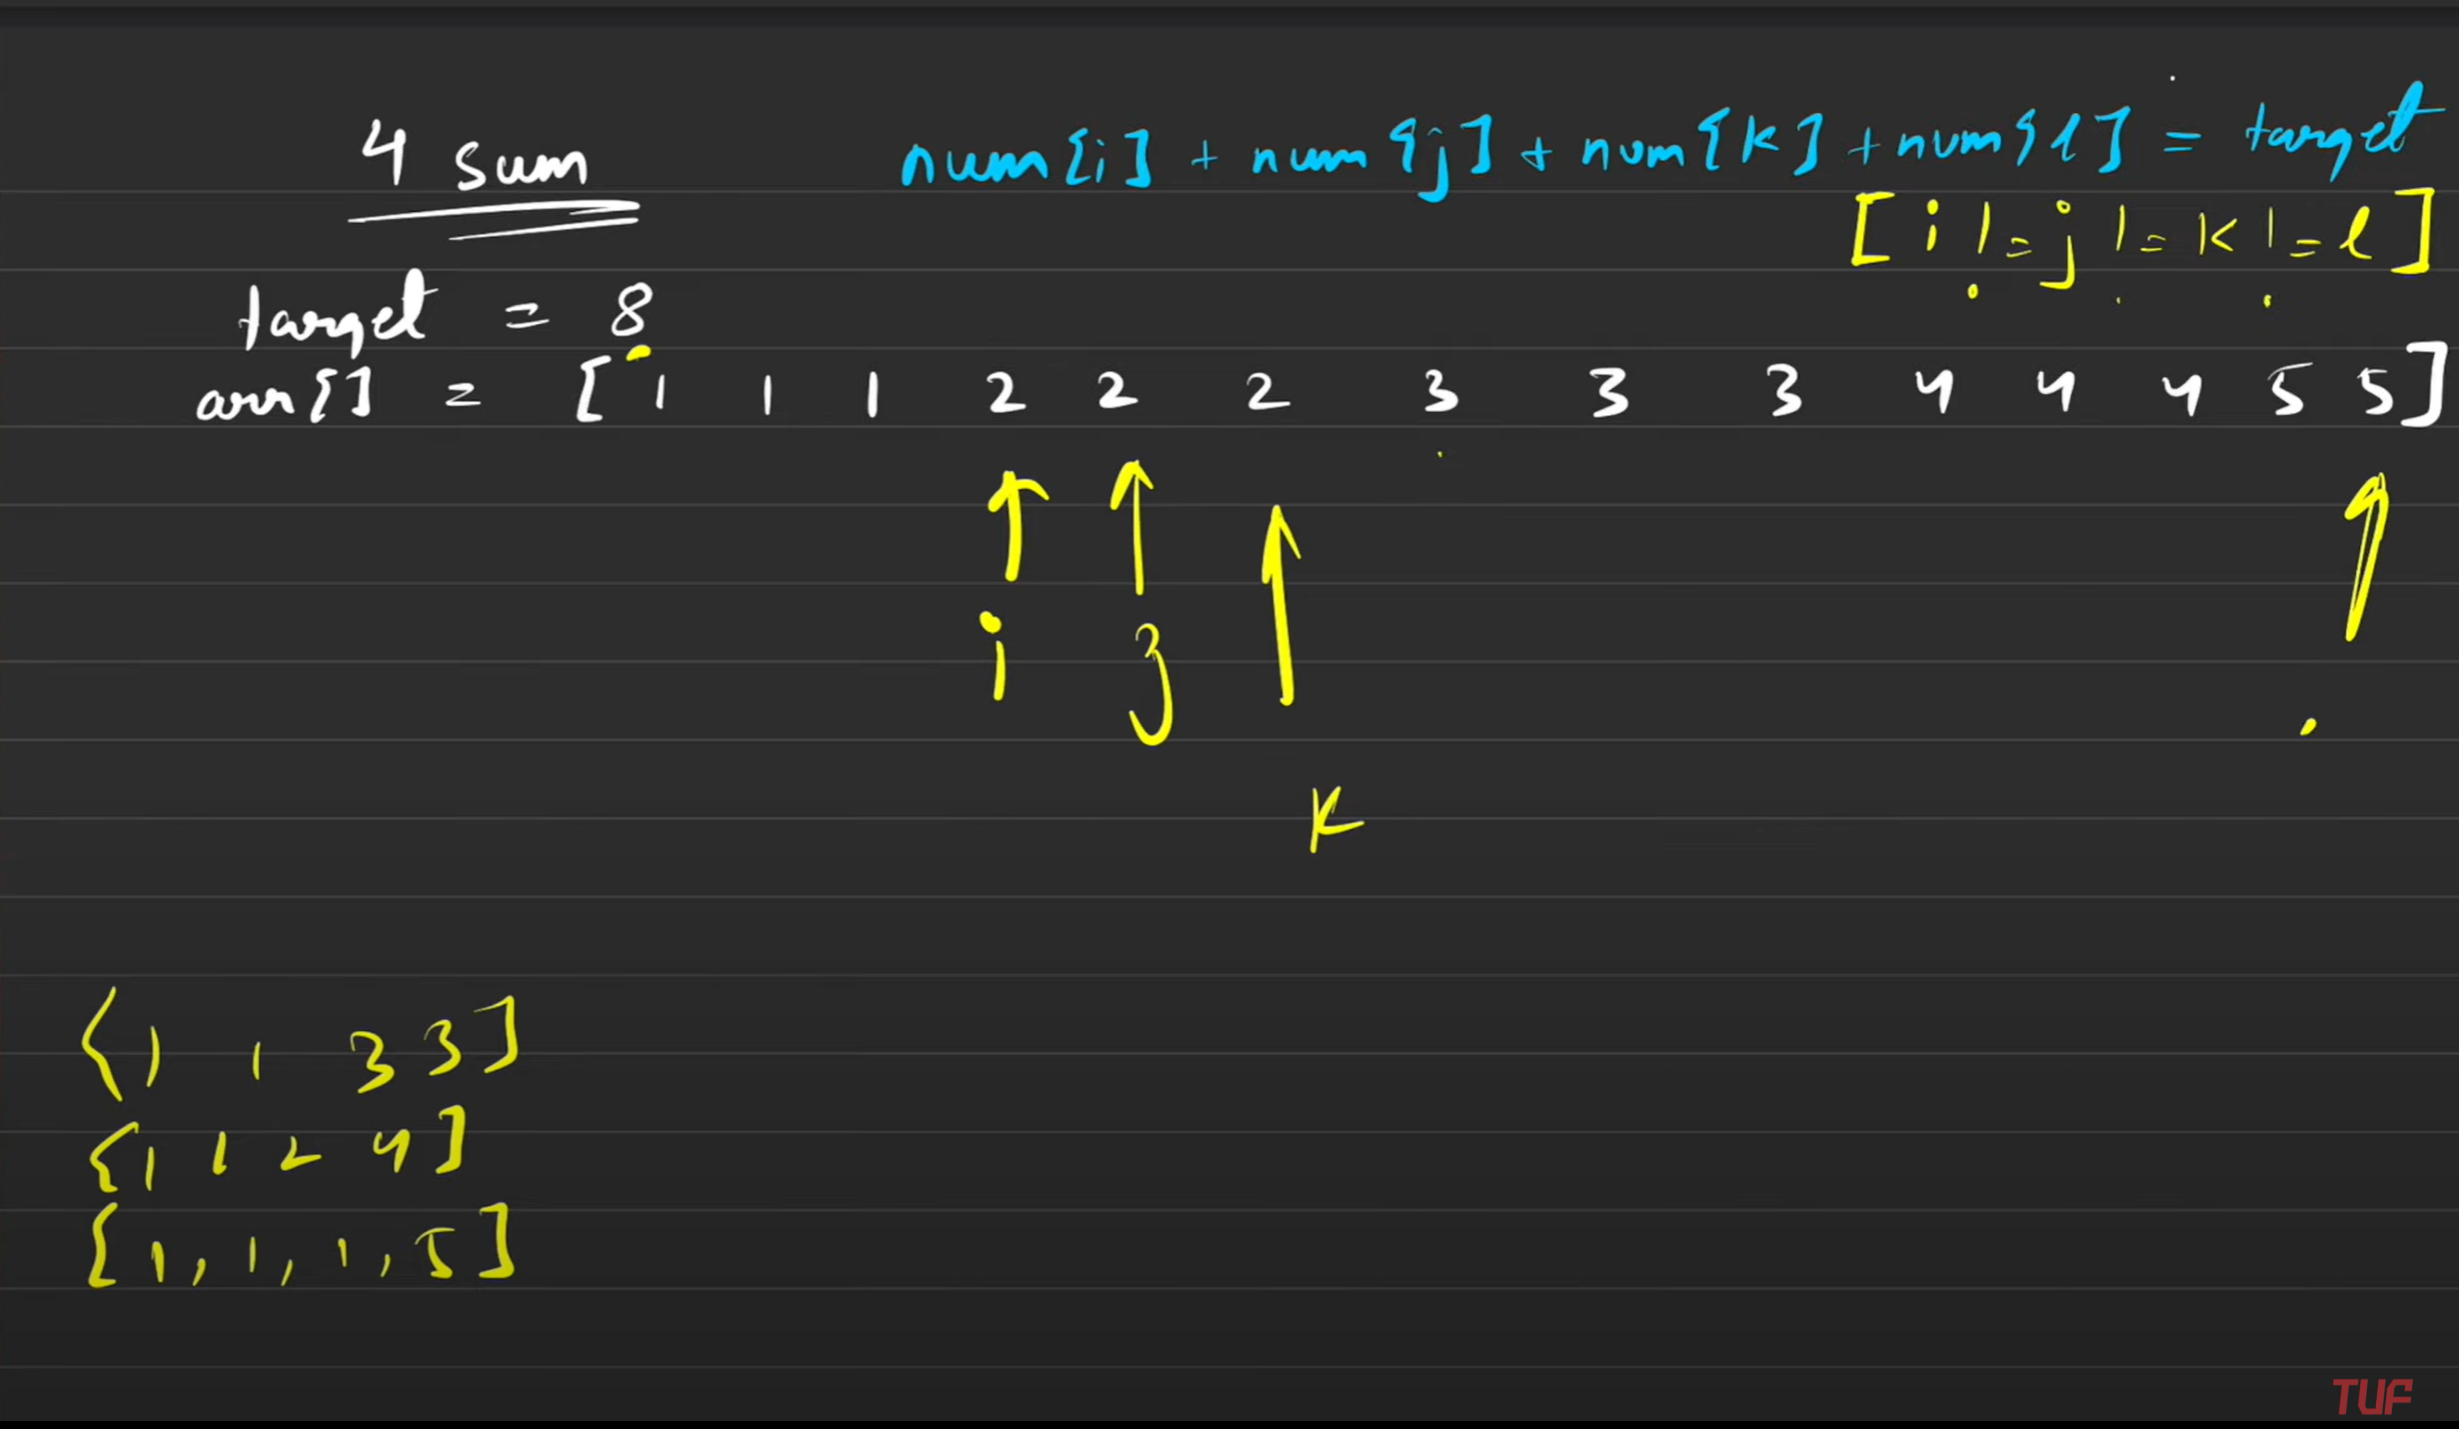 4 sum
num[i] + num[j] + num[k] + num[l] = target
[i != j != k != l]
target = 8
arr[] = [1 1 1 2 2 2 3 3 3 4 4 4 5 5]
i j
k
{1 1 3 3]
{1 1 2 4]
{1, 1, 1, 5]
TUF